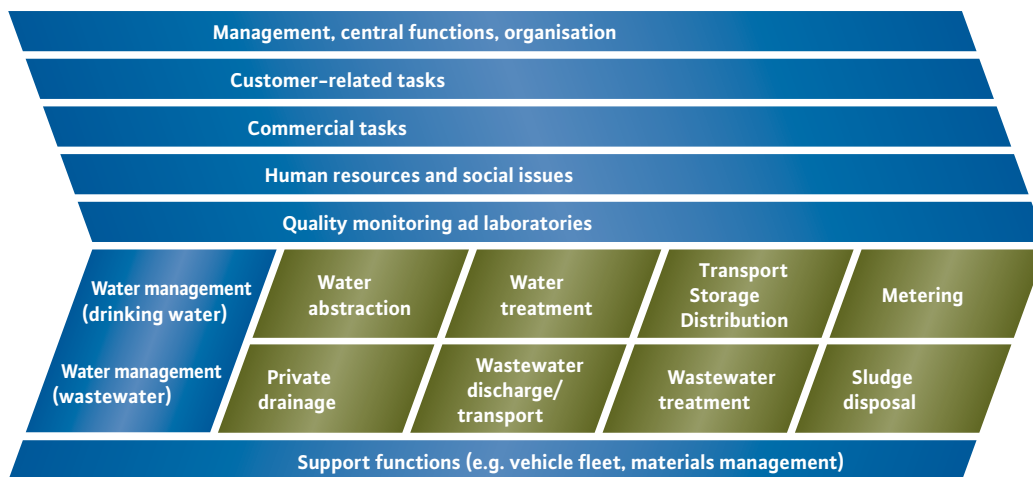 Management, central functions, organisation
Customer-related tasks
Commercial tasks
Human resources and social issues
Quality monitoring ad laboratories
Water management
(drinking water)
Water
abstraction
Water
treatment
Transport
Storage
Distribution
Metering
Water management
(wastewater)
Private
drainage
Wastewater
discharge/
transport
Wastewater
treatment
Sludge
disposal
Support functions (e.g. vehicle fleet, materials management)